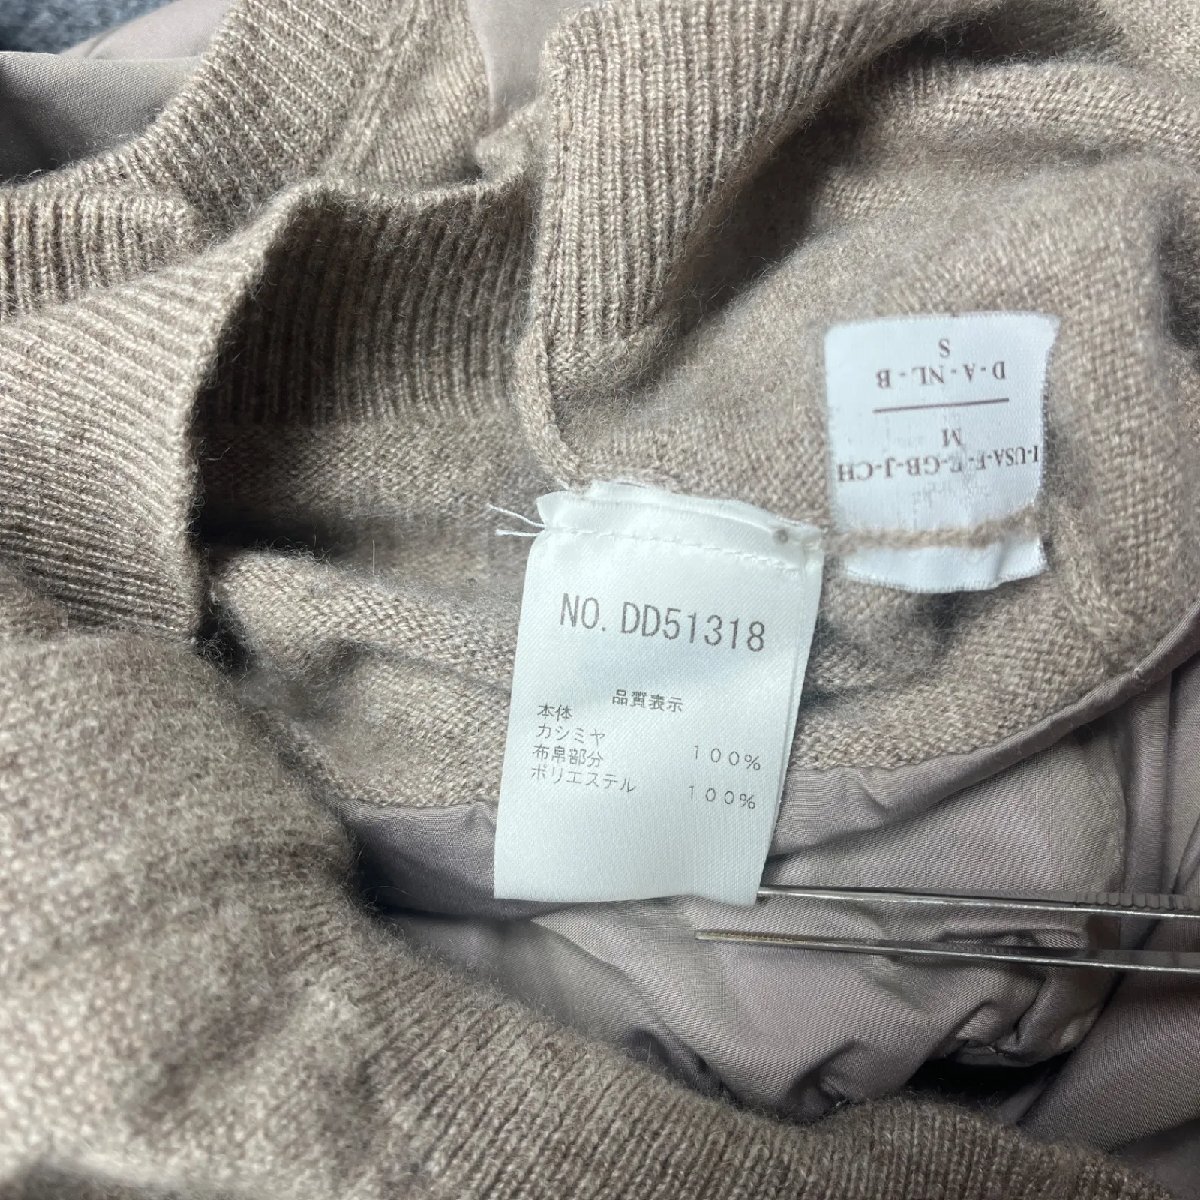 NO. DD51318
品質表示
本体
カシミヤ 100%
布帛部分
ポリエステル 100%
I-USA-F-E-GB-J-CH
M
D-A-NL-B
S